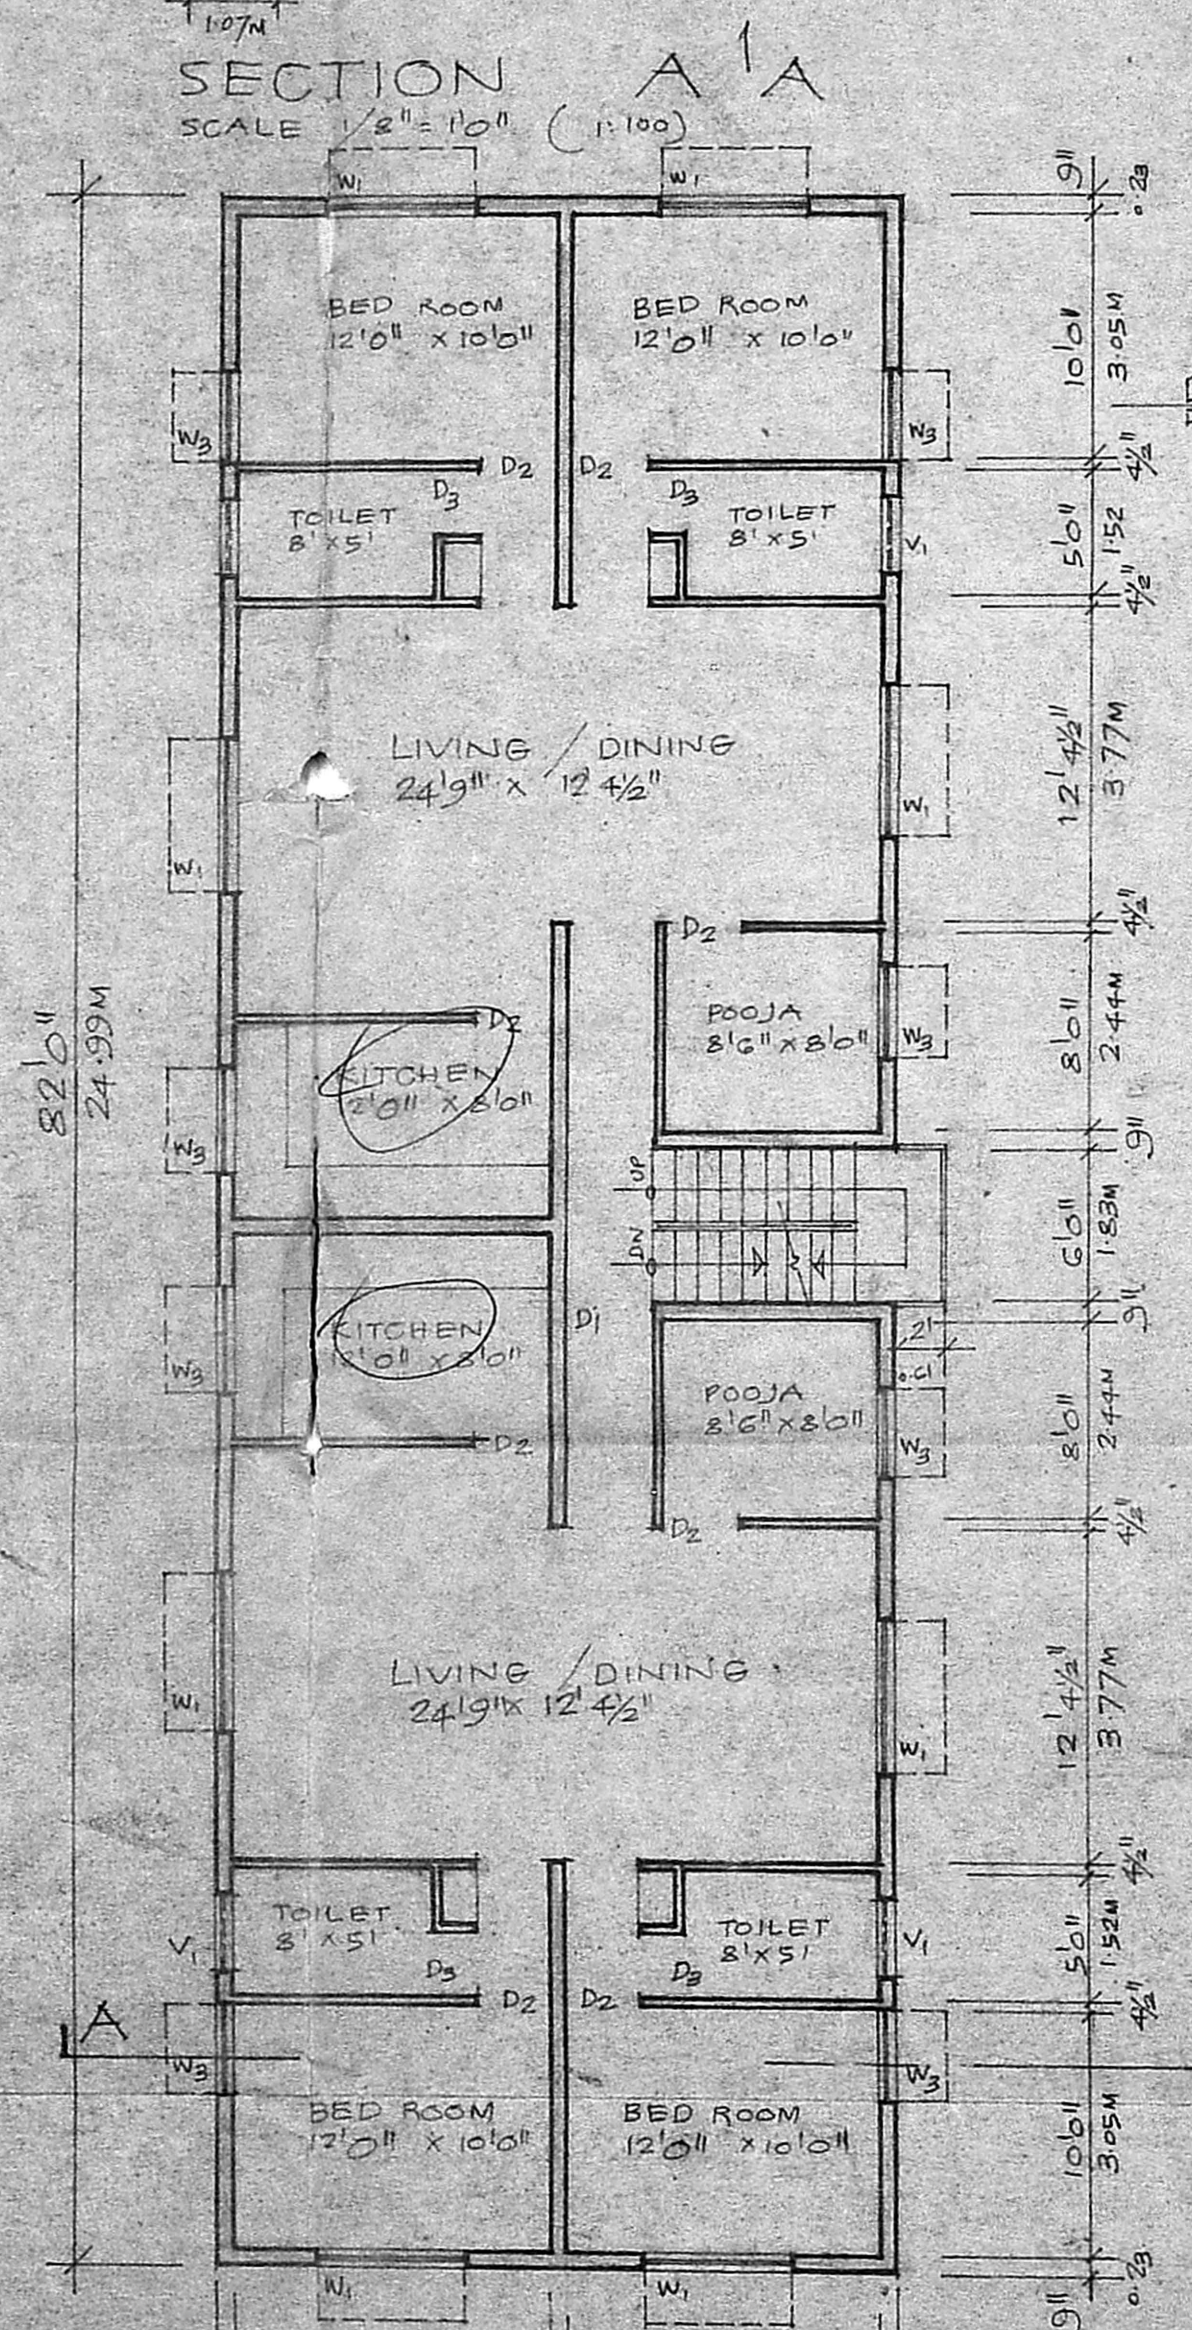 1.07M
SECTION A'A
SCALE 1/8" = 1'0" (1:100)
W1 W1
9" 0.23
BED ROOM
12'0" x 10'0"
BED ROOM
12'0" x 10'0"
10'0" 3.05M
W3 W3
D2 D2
4½"
D3 D3
TOILET
8' x 5'
TOILET
8' x 5'
V1
5'0" 1.52
4½"
LIVING / DINING
24'9" x 12'4½"
12'4½" 3.77M
W1
W1
D2
4½"
82'0"
24.99M
POOJA
8'6" x 8'0"
W3
8'0" 2.44M
D2
KITCHEN
12'0" x 8'0"
W3
9"
UP
DN
6'0" 1.83M
9"
KITCHEN
12'0" x 8'0"
W3
D1
2'
0.61
POOJA
8'6" x 8'0"
W3
8'0" 2.44M
D2
D2
4½"
LIVING / DINING
24'9" x 12'4½"
W1
W1
12'4½" 3.77M
4½"
TOILET
8' x 5'
TOILET
8' x 5'
V1 V1
5'0" 1.52M
D3 D3
D2 D2
4½"
A
W3 W3
BED ROOM
12'0" x 10'0"
BED ROOM
12'0" x 10'0"
10'0" 3.05M
W1 W1
9" 0.23